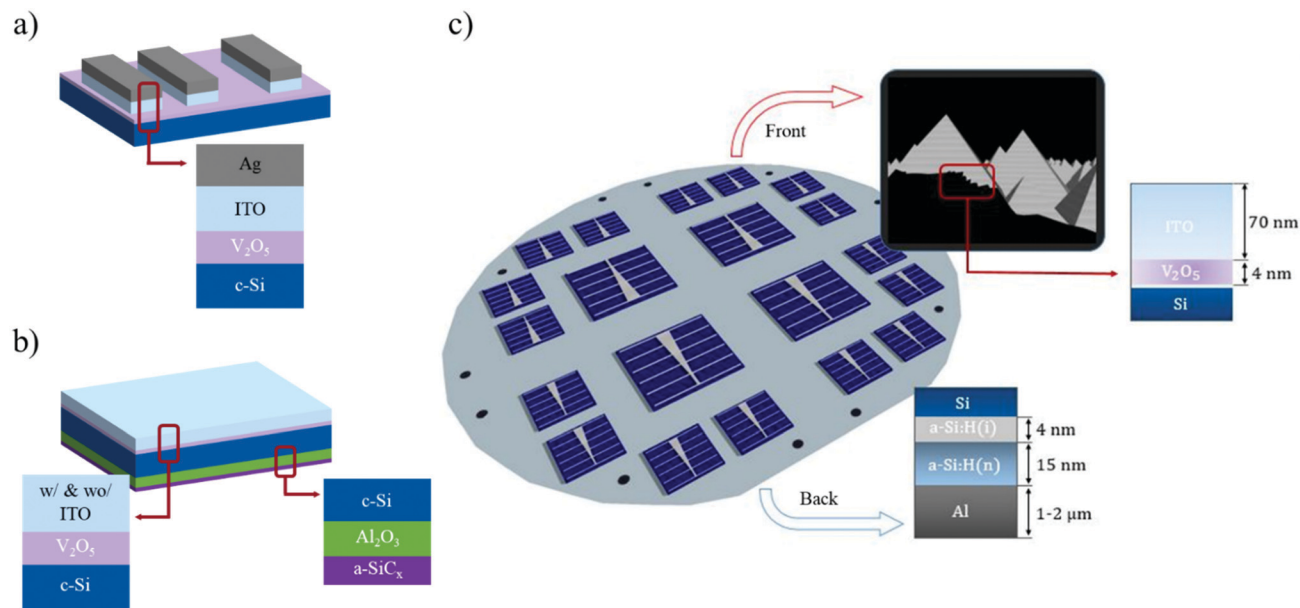 a)
Ag
ITO
V₂O₅
c-Si
b)
w/ & wo/
ITO
V₂O₅
c-Si
c-Si
Al₂O₃
a-SiCₓ
c)
Front
ITO
70 nm
V₂O₅
4 nm
Si
Back
Si
a-Si:H(i)
4 nm
a-Si:H(n)
15 nm
Al
1-2 μm